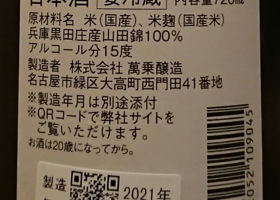 日本酒 要冷蔵 内容量720ml
原材料名 米(国産)、米麹(国産米)
兵庫黒田庄産山田錦100%
アルコール分15度
製造者 株式会社 萬乗醸造
名古屋市緑区大高町西門田41番地
※製造年月は別途添付
※QRコードで弊社サイトを
ご覧いただけます。
お酒は20歳になってから。
製造 2021年
052109045